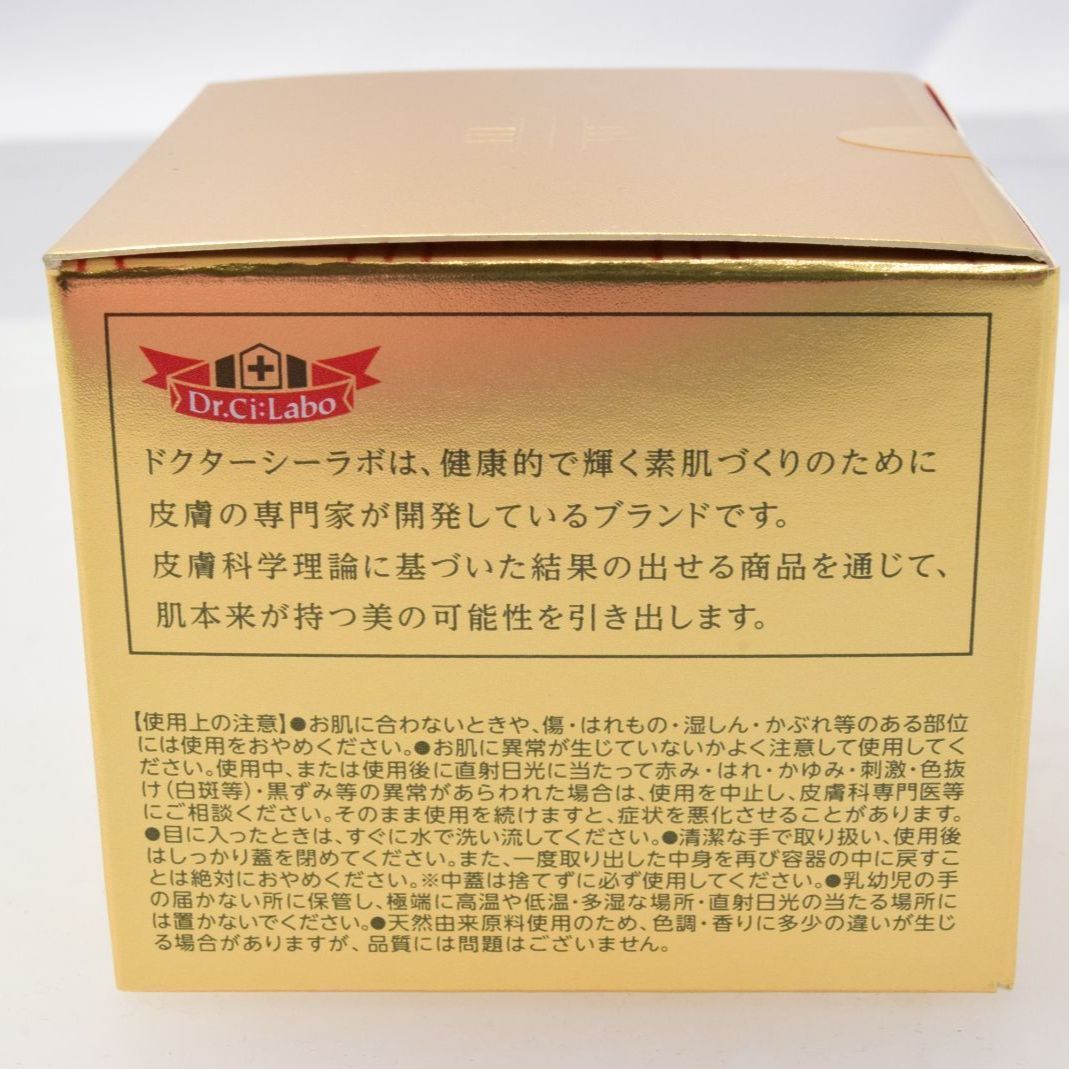 Dr.Ci:Labo
ドクターシーラボは、健康的で輝く素肌づくりのために
皮膚の専門家が開発しているブランドです。
皮膚科学理論に基づいた結果の出せる商品を通じて、
肌本来が持つ美の可能性を引き出します。
【使用上の注意】●お肌に合わないときや、傷・はれもの・湿しん・かぶれ等のある部位
には使用をおやめください。●お肌に異常が生じていないかよく注意して使用してく
ださい。使用中、または使用後に直射日光に当たって赤み・はれ・かゆみ・刺激・色抜
け(白斑等)・黒ずみ等の異常があらわれた場合は、使用を中止し、皮膚科専門医等
にご相談ください。そのまま使用を続けますと、症状を悪化させることがあります。
●目に入ったときは、すぐに水で洗い流してください。●清潔な手で取り扱い、使用後
はしっかり蓋を閉めてください。また、一度取り出した中身を再び容器の中に戻すこ
とは絶対におやめください。※中蓋は捨てずに必ず使用してください。●乳幼児の手
の届かない所に保管し、極端に高温や低温・多湿な場所・直射日光の当たる場所に
は置かないでください。●天然由来原料使用のため、色調・香りに多少の違いが生じ
る場合がありますが、品質には問題はございません。